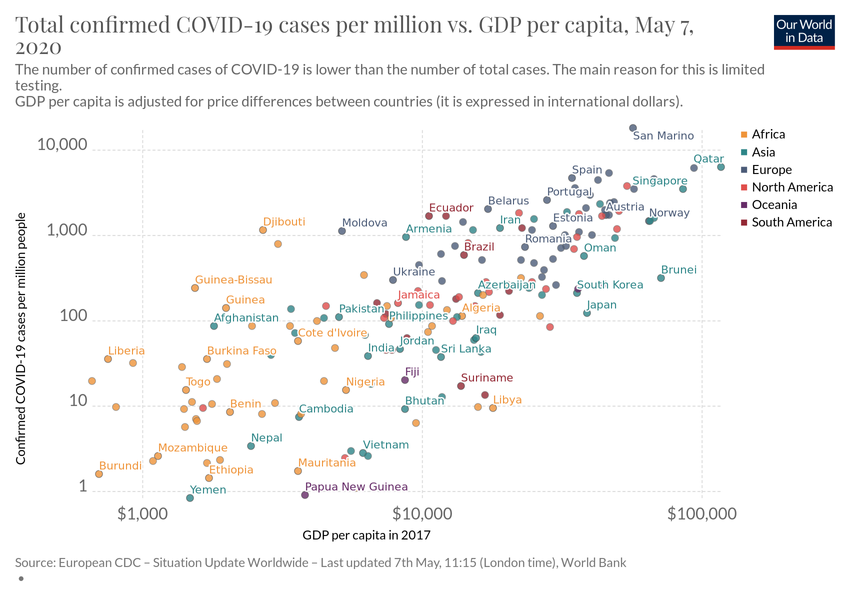 Total confirmed COVID-19 cases per million vs. GDP per capita, May 7,
2020
Our World
in Data
The number of confirmed cases of COVID-19 is lower than the number of total cases. The main reason for this is limited
testing.
GDP per capita is adjusted for price differences between countries (it is expressed in international dollars).
Confirmed COVID-19 cases per million people
10,000
1,000
100
10
1
San Marino
Qatar
Spain
Singapore
Portugal
Belarus
Austria
Ecuador
Norway
Djibouti
Moldova
Iran
Estonia
Armenia
Romania
Brazil
Oman
Ukraine
Brunei
Guinea-Bissau
Azerbaijan
South Korea
Jamaica
Guinea
Pakistan
Algeria
Japan
Afghanistan
Philippines
Cote d'Ivoire
Iraq
Jordan
India
Sri Lanka
Liberia
Burkina Faso
Fiji
Suriname
Togo
Nigeria
Bhutan
Libya
Benin
Cambodia
Nepal
Vietnam
Mozambique
Mauritania
Burundi
Ethiopia
Papua New Guinea
Yemen
$1,000
$10,000
$100,000
GDP per capita in 2017
Africa
Asia
Europe
North America
Oceania
South America
Source: European CDC – Situation Update Worldwide – Last updated 7th May, 11:15 (London time), World Bank